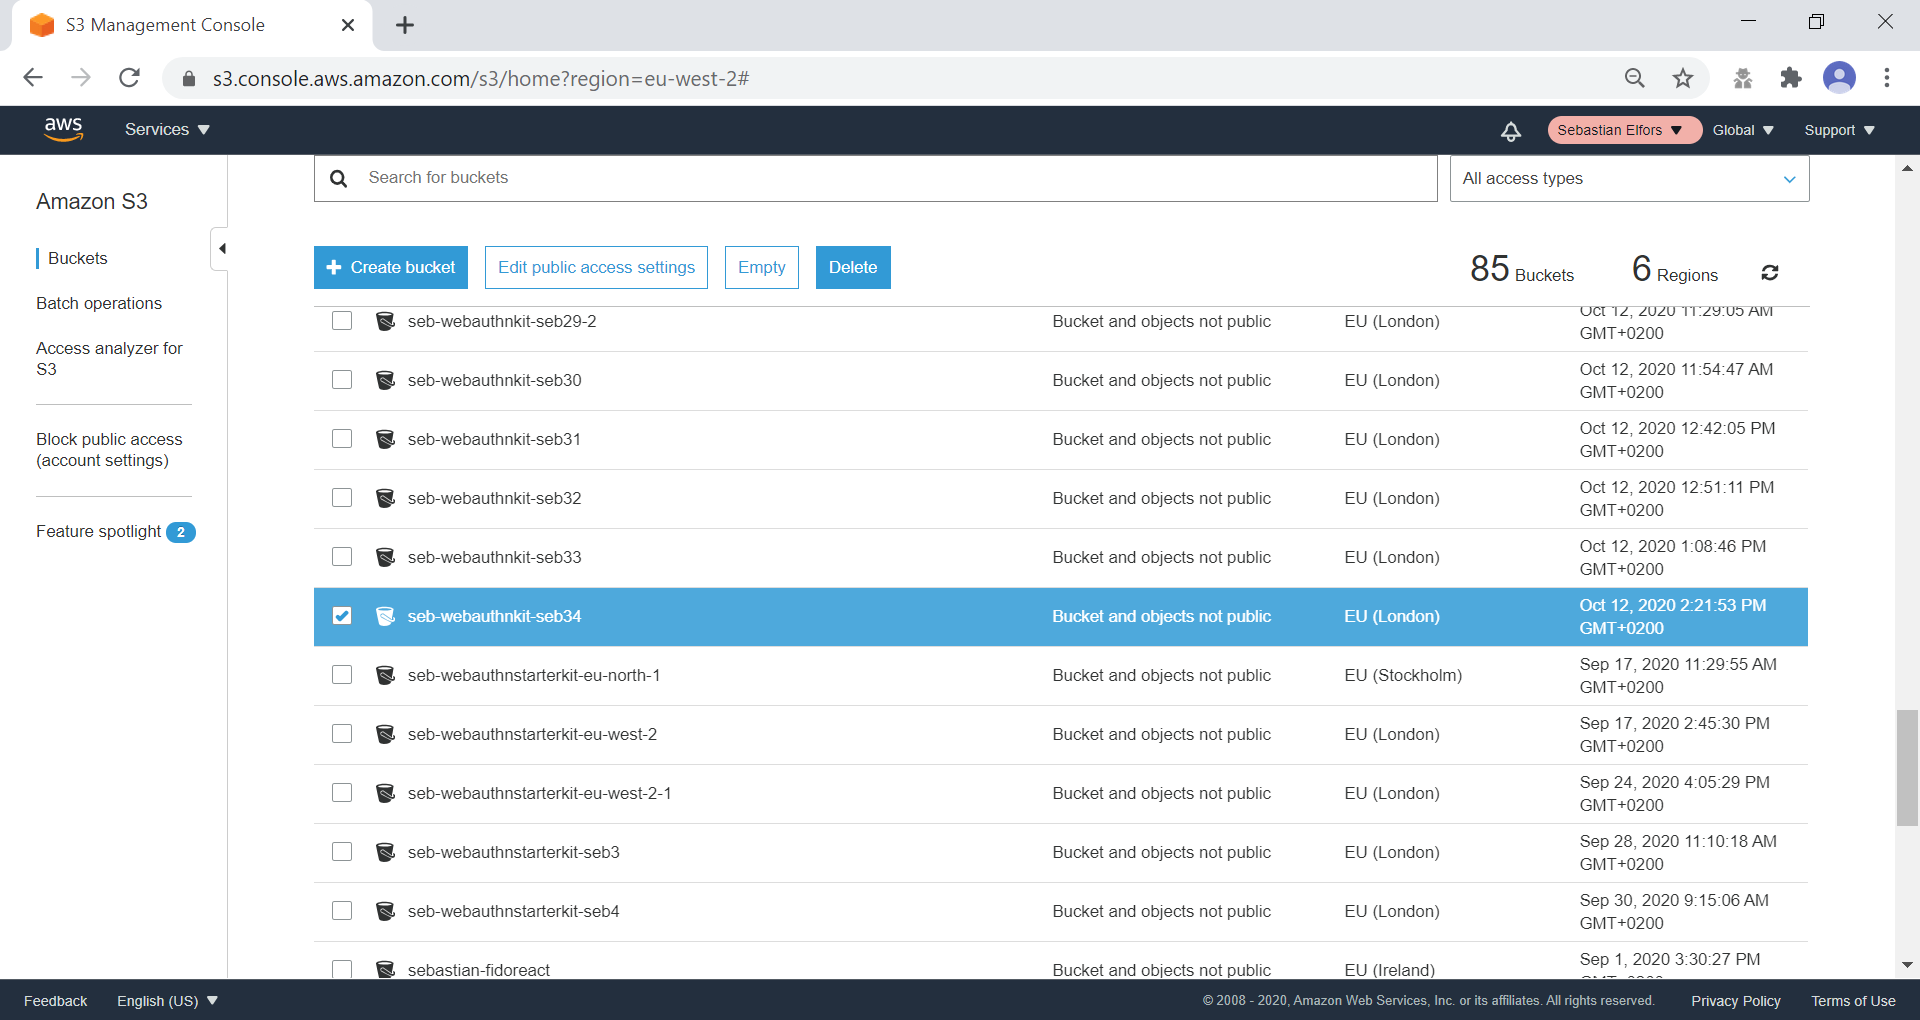 S3 Management Console
s3.console.aws.amazon.com/s3/home?region=eu-west-2#
aws Services Sebastian Elfors Global Support
Amazon S3
Buckets
Batch operations
Access analyzer for
S3
Block public access
(account settings)
Feature spotlight 2
Search for buckets All access types
Create bucket Edit public access settings Empty Delete 85 Buckets 6 Regions
seb-webauthnkit-seb29-2 Bucket and objects not public EU (London) Oct 12, 2020 11:29:05 AM
GMT+0200
seb-webauthnkit-seb30 Bucket and objects not public EU (London) Oct 12, 2020 11:54:47 AM
GMT+0200
seb-webauthnkit-seb31 Bucket and objects not public EU (London) Oct 12, 2020 12:42:05 PM
GMT+0200
seb-webauthnkit-seb32 Bucket and objects not public EU (London) Oct 12, 2020 12:51:11 PM
GMT+0200
seb-webauthnkit-seb33 Bucket and objects not public EU (London) Oct 12, 2020 1:08:46 PM
GMT+0200
seb-webauthnkit-seb34 Bucket and objects not public EU (London) Oct 12, 2020 2:21:53 PM
GMT+0200
seb-webauthnstarterkit-eu-north-1 Bucket and objects not public EU (Stockholm) Sep 17, 2020 11:29:55 AM
GMT+0200
seb-webauthnstarterkit-eu-west-2 Bucket and objects not public EU (London) Sep 17, 2020 2:45:30 PM
GMT+0200
seb-webauthnstarterkit-eu-west-2-1 Bucket and objects not public EU (London) Sep 24, 2020 4:05:29 PM
GMT+0200
seb-webauthnstarterkit-seb3 Bucket and objects not public EU (London) Sep 28, 2020 11:10:18 AM
GMT+0200
seb-webauthnstarterkit-seb4 Bucket and objects not public EU (London) Sep 30, 2020 9:15:06 AM
GMT+0200
sebastian-fidoreact Bucket and objects not public EU (Ireland) Sep 1, 2020 3:30:27 PM
Feedback English (US) © 2008 - 2020, Amazon Web Services, Inc. or its affiliates. All rights reserved. Privacy Policy Terms of Use